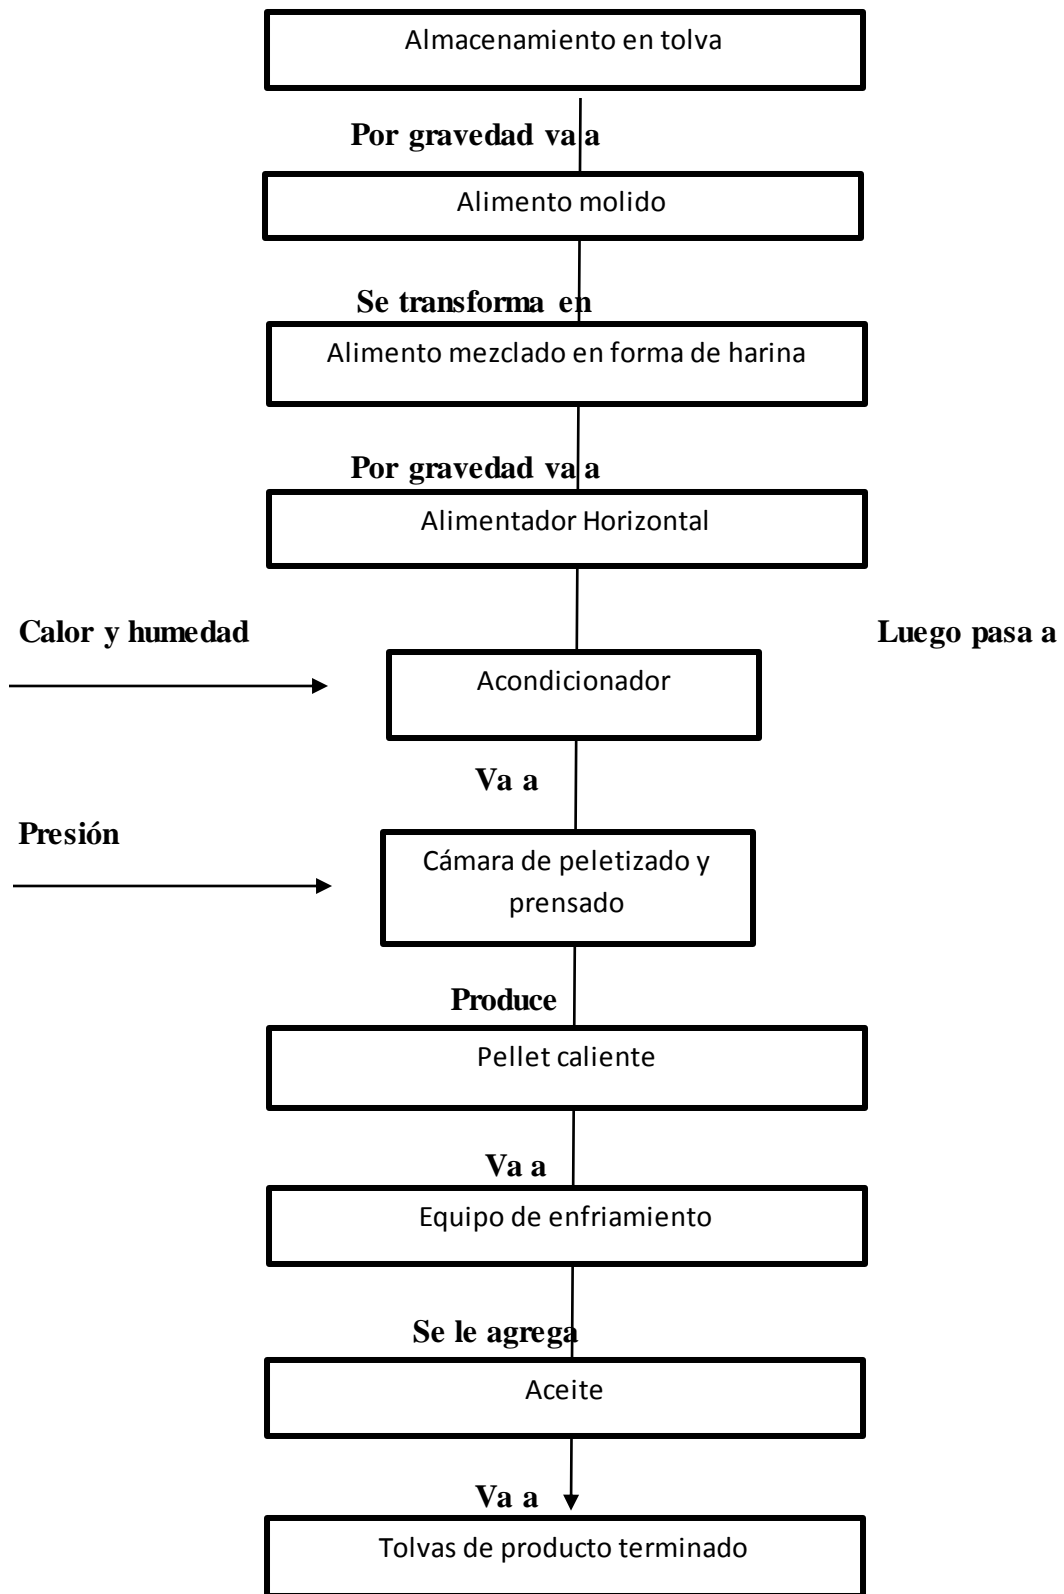 Almacenamiento en tolva
Por gravedad va a
Alimento molido
Se transforma en
Alimento mezclado en forma de harina
Por gravedad va a
Alimentador Horizontal
Calor y humedad
Luego pasa a
Acondicionador
Va a
Presión
Cámara de peletizado y
prensado
Produce
Pellet caliente
Va a
Equipo de enfriamiento
Se le agrega
Aceite
Va a
Tolvas de producto terminado